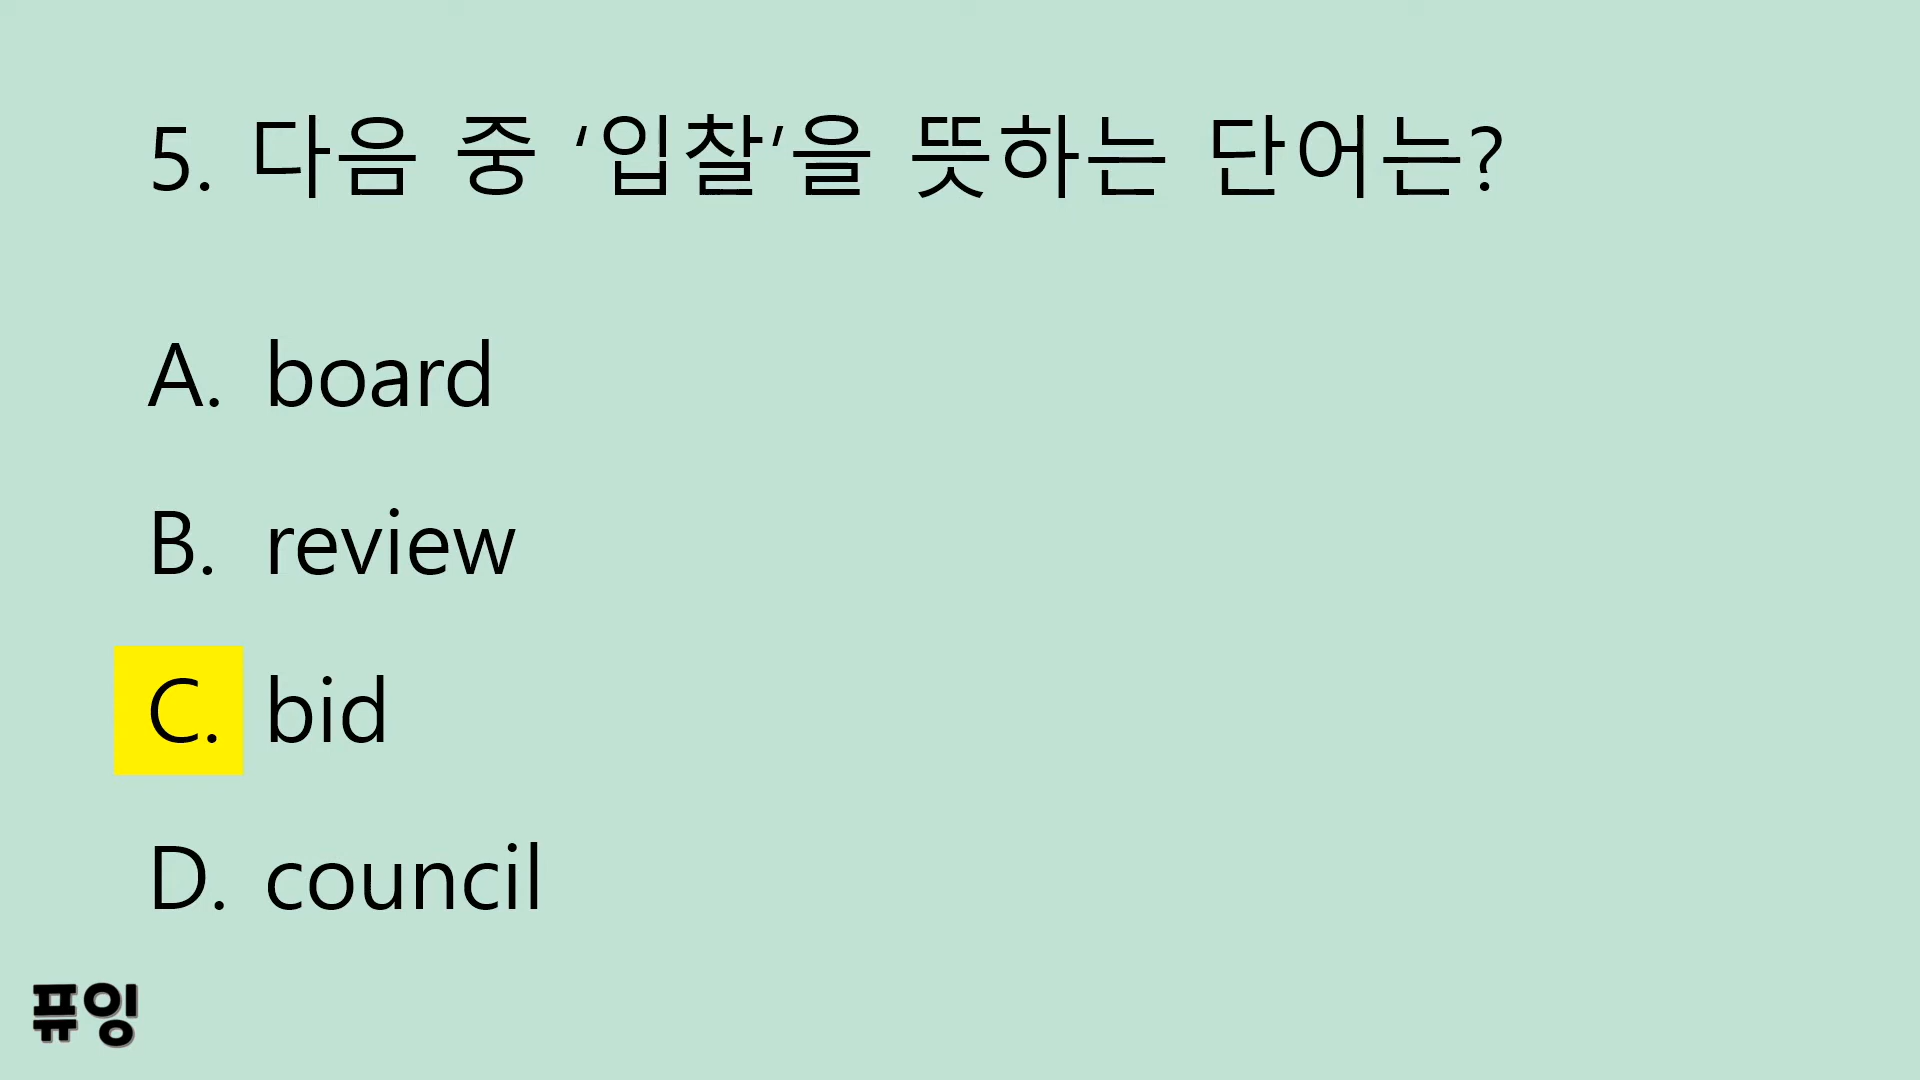 5. 다음 중 ‘입찰’을 뜻하는 단어는?
A. board
B. review
C. bid
D. council
퓨잉